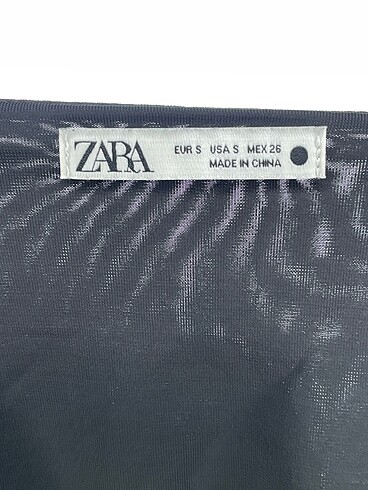 ZARA
EUR S USA S MEX 26
MADE IN CHINA